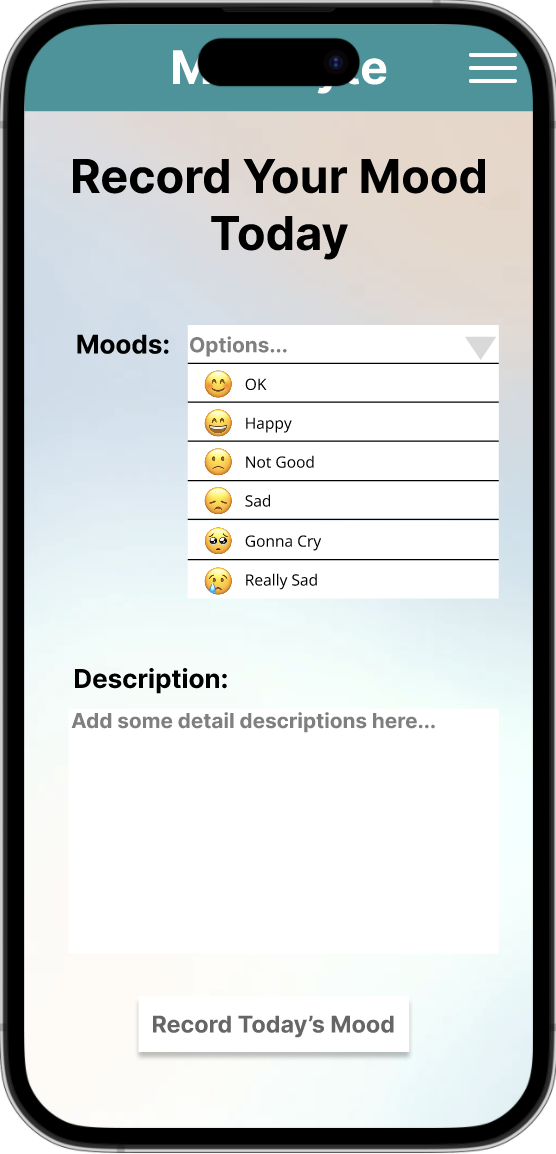 Record Your Mood
Today
Moods:
Options...
OK
Happy
Not Good
Sad
Gonna Cry
Really Sad
Description:
Add some detail descriptions here...
Record Today’s Mood